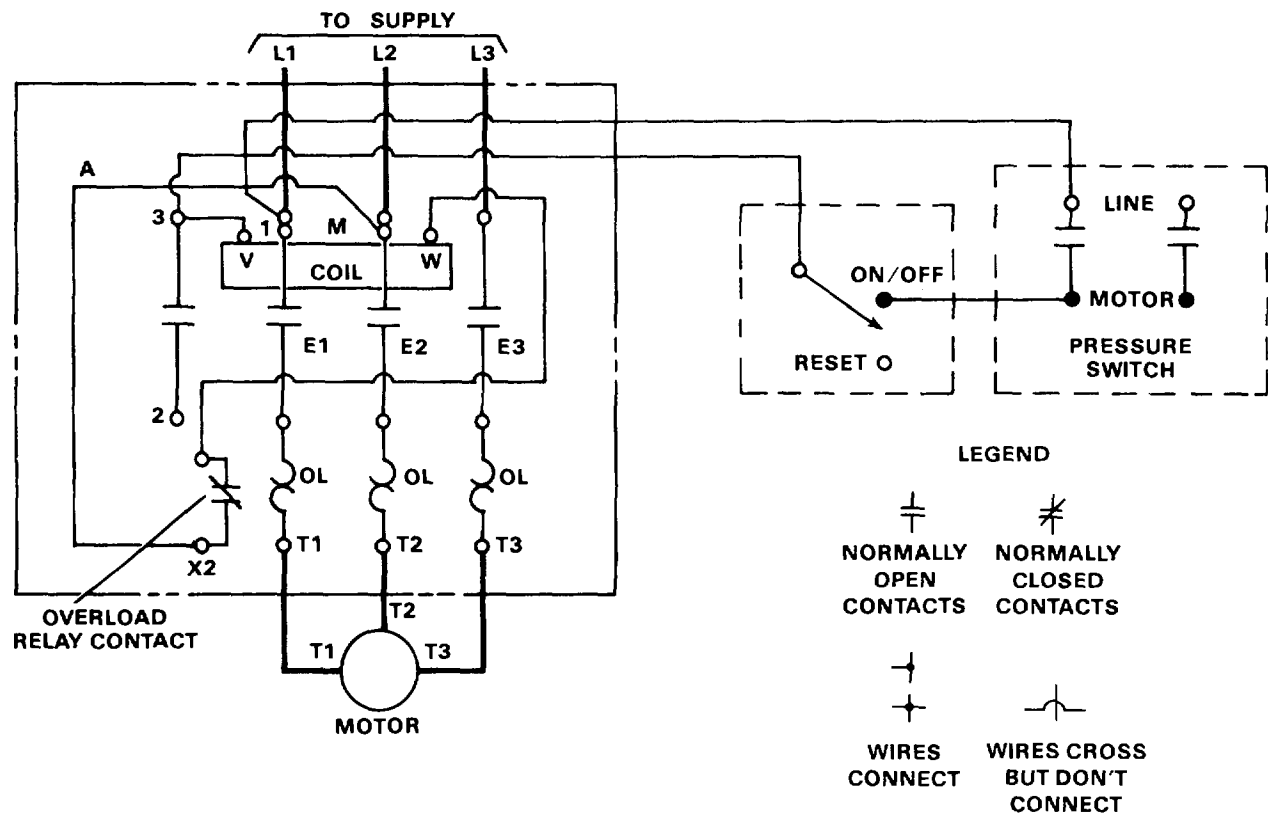 TO SUPPLY
L1 L2 L3
A
3 1 M
V COIL W
E1 E2 E3
2
OL OL OL
X2 T1 T2 T3
OVERLOAD
RELAY CONTACT
T2
T1 T3
MOTOR
ON/OFF
RESET
LINE
MOTOR
PRESSURE
SWITCH
LEGEND
NORMALLY
OPEN
CONTACTS
NORMALLY
CLOSED
CONTACTS
WIRES
CONNECT
WIRES CROSS
BUT DON'T
CONNECT